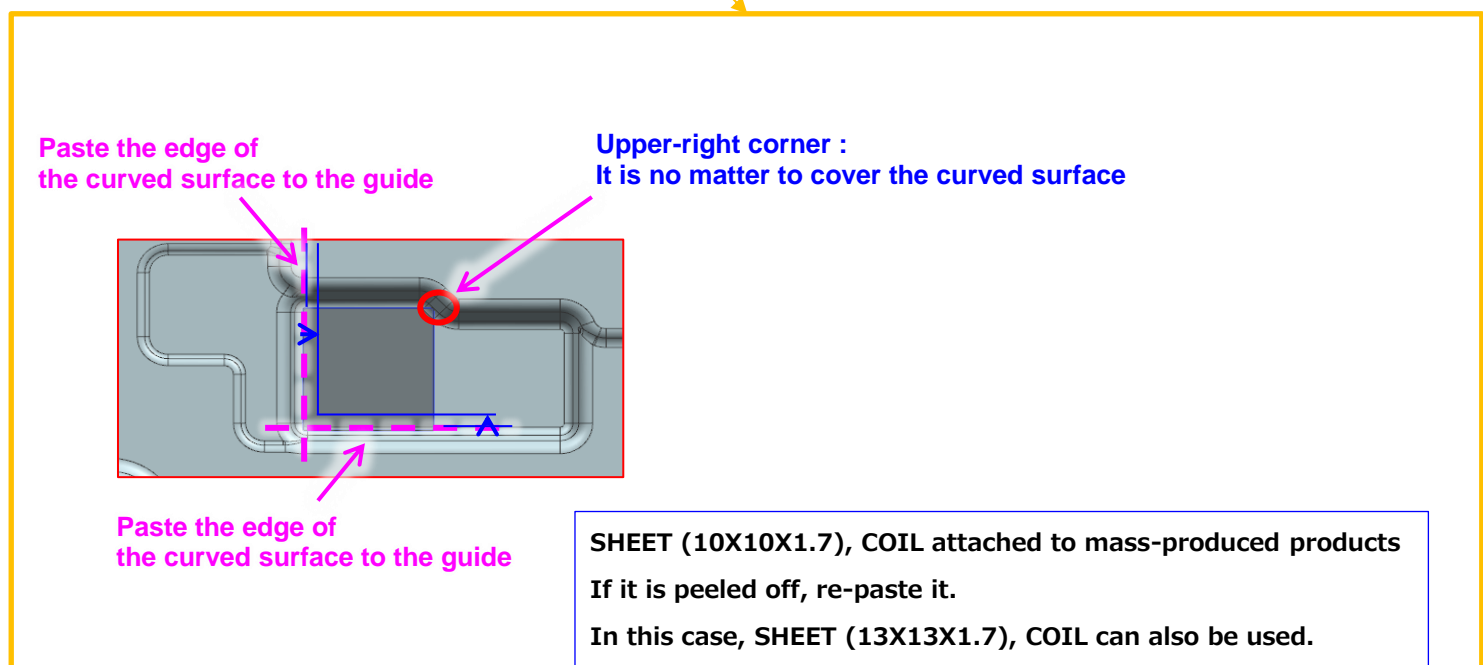 Paste the edge of
the curved surface to the guide
Upper-right corner :
It is no matter to cover the curved surface
Paste the edge of
the curved surface to the guide
SHEET (10X10X1.7), COIL attached to mass-produced products
If it is peeled off, re-paste it.
In this case, SHEET (13X13X1.7), COIL can also be used.